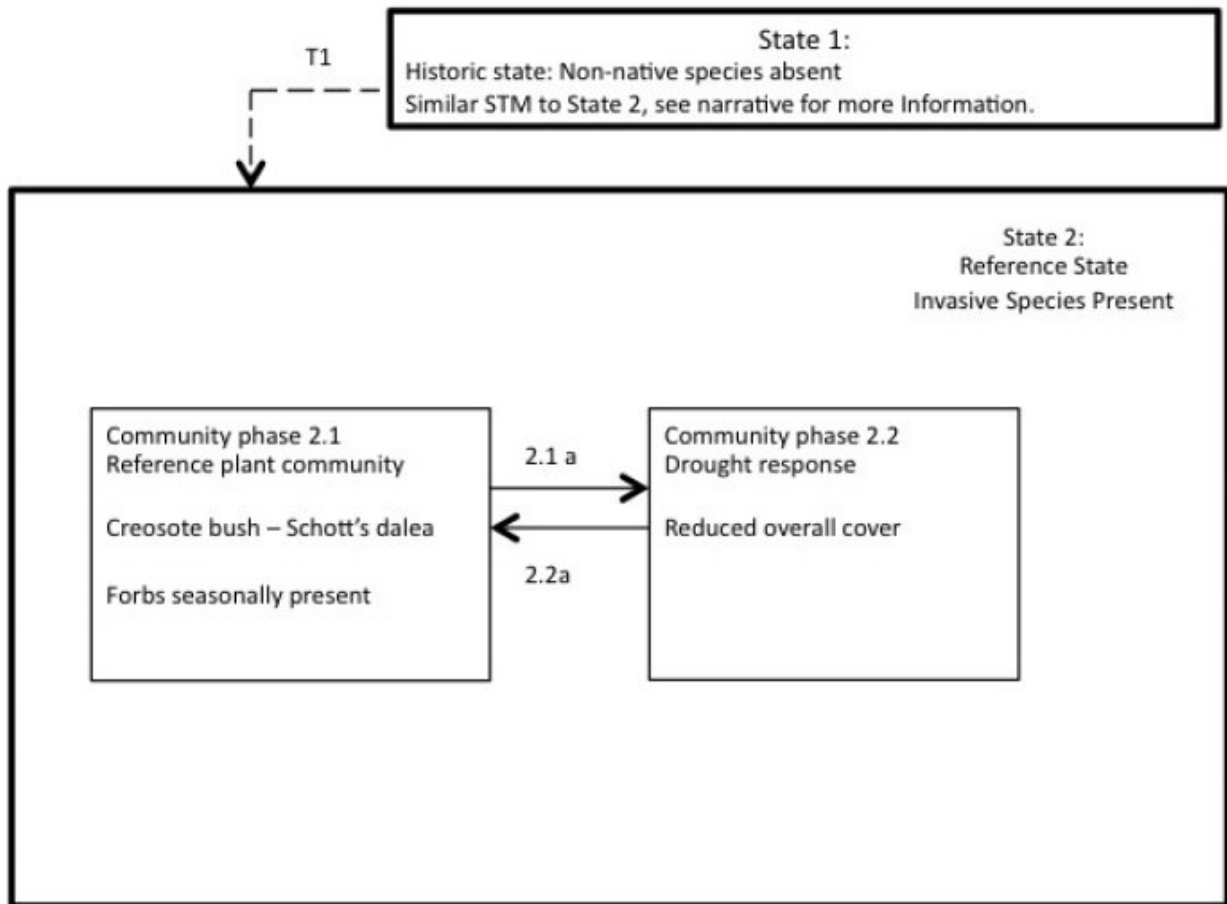 T1
State 1:
Historic state: Non-native species absent
Similar STM to State 2, see narrative for more Information.
State 2:
Reference State
Invasive Species Present
Community phase 2.1
Reference plant community
Creosote bush – Schott’s dalea
Forbs seasonally present
2.1 a
2.2a
Community phase 2.2
Drought response
Reduced overall cover